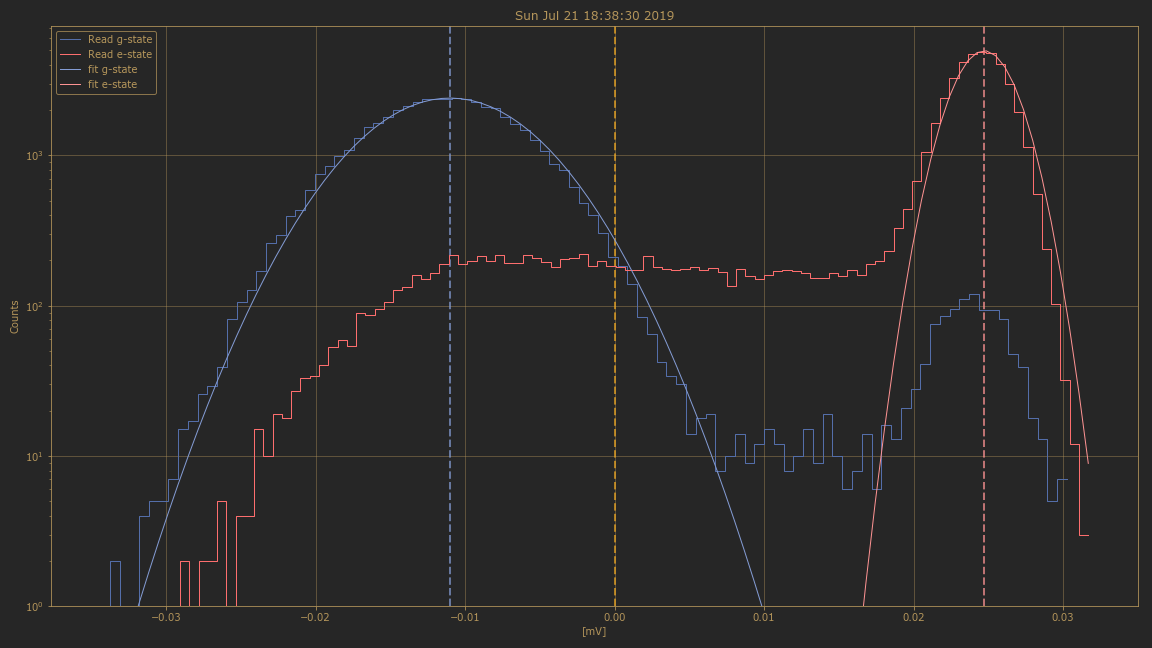 Sun Jul 21 18:38:30 2019
Read g-state
Read e-state
fit g-state
fit e-state
Counts
10³
10²
10¹
10⁰
−0.03 −0.02 −0.01 0.00 0.01 0.02 0.03
[mV]